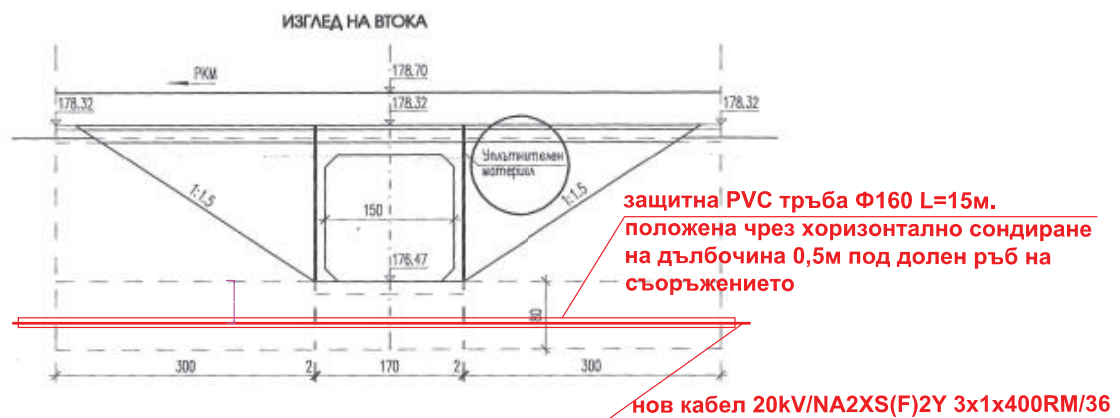 ИЗГЛЕД НА ВТОКА
РКМ
178.70
178.32
178.32
178.32
Уплътнителен
материал
1:1.5
1:1.5
150
защитна PVC тръба Ф160 L=15м.
положена чрез хоризонтално сондиране
на дълбочина 0,5м под долен ръб на
съоръжението
176.47
80
300
2
170
2
300
нов кабел 20kV/NA2XS(F)2Y 3x1x400RM/36